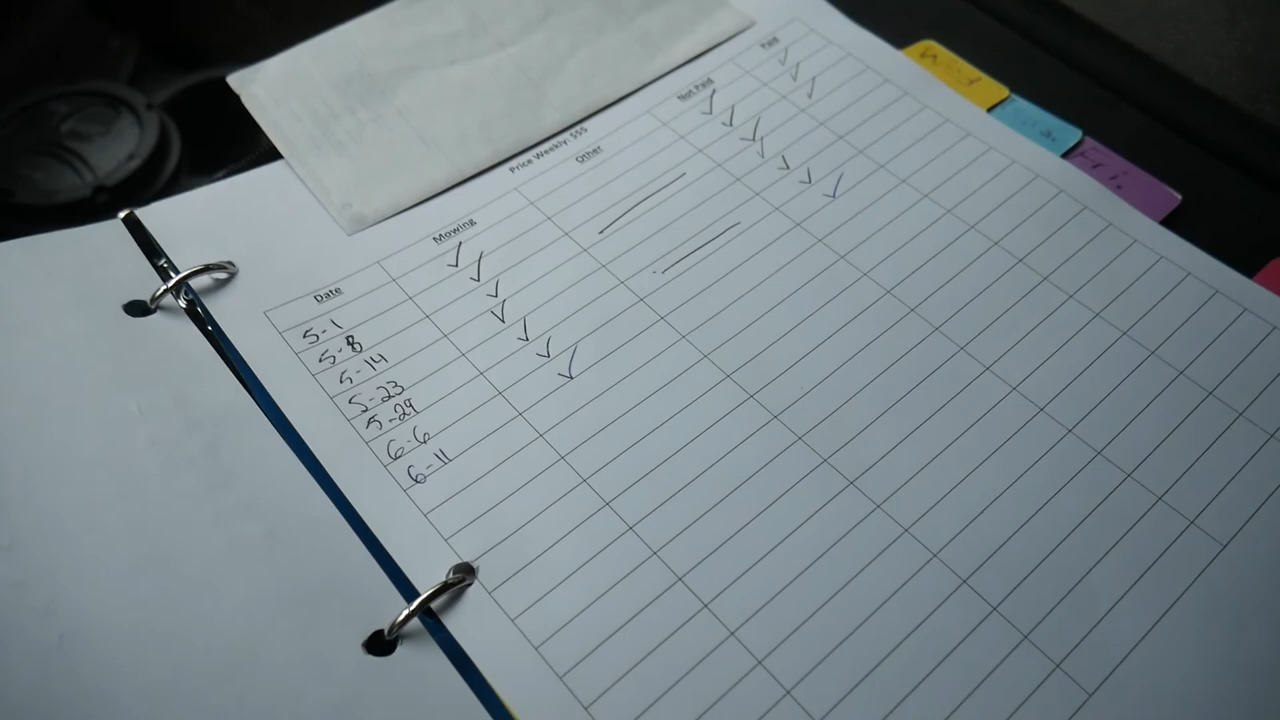 Price Weekly: $55
Date Mowing Other Not Paid Paid
5-1 ✓ ✓ ✓
5-8 ✓ ✓ ✓
5-14 ✓ ✓ ✓
5-23 ✓ ✓
5-29 ✓ ✓
6-6 ✓ ✓
6-11 ✓ ✓
Fri.